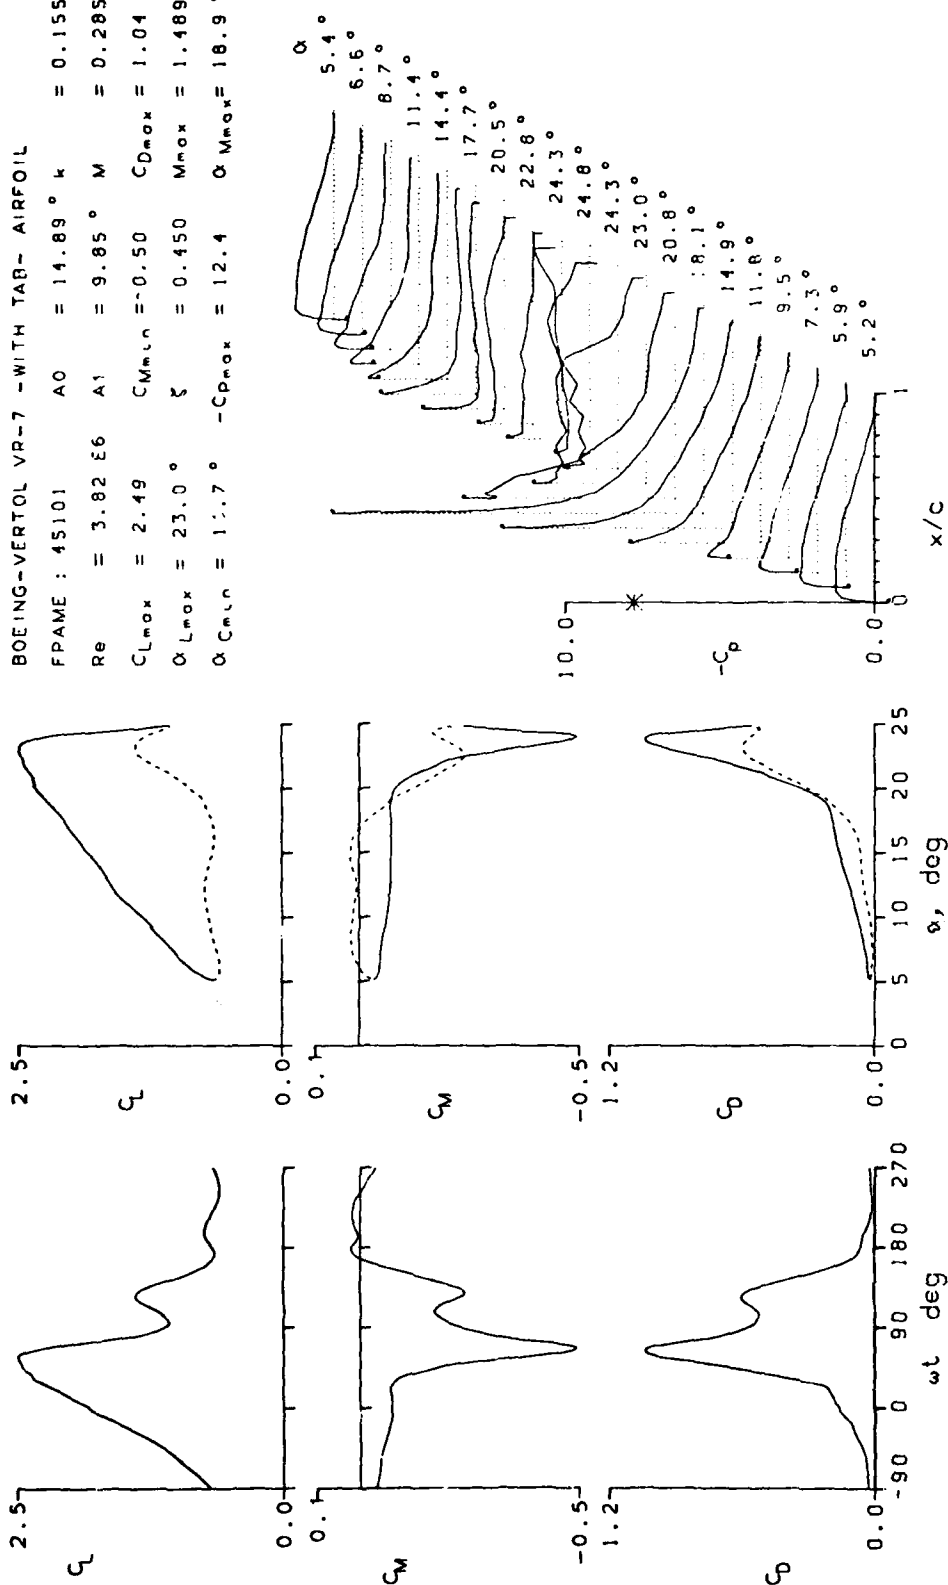 BOEING-VERTOL VR-7 -WITH TAB- AIRFOIL
FPAME : 45101 A0 = 14.89° k = 0.155
Re = 3.82 E6 A1 = 9.85° M = 0.285
CLmax = 2.49 CMmin =-0.50 CDmax = 1.04
αLmax = 23.0° ζ = 0.450 Mmax = 1.489
αCmin = -CPmax = 12.4 αMmax= 18.9°
2.5
CL
0.0
0.1
CM
-0.5
1.2
CD
0.0
-90 0 90 180 270
ωt deg
2.5
CL
0.0
0.1
CM
-0.5
1.2
CD
0.0
0 5 10 15 20 25
α, deg
α
5.4°
6.6°
8.7°
11.4°
14.4°
17.7°
20.5°
22.8°
24.3°
24.8°
24.3°
23.0°
20.8°
18.1°
14.9°
11.8°
9.5°
7.3°
5.9°
5.2°
10.0
-Cp
0.0
0 1
x/c